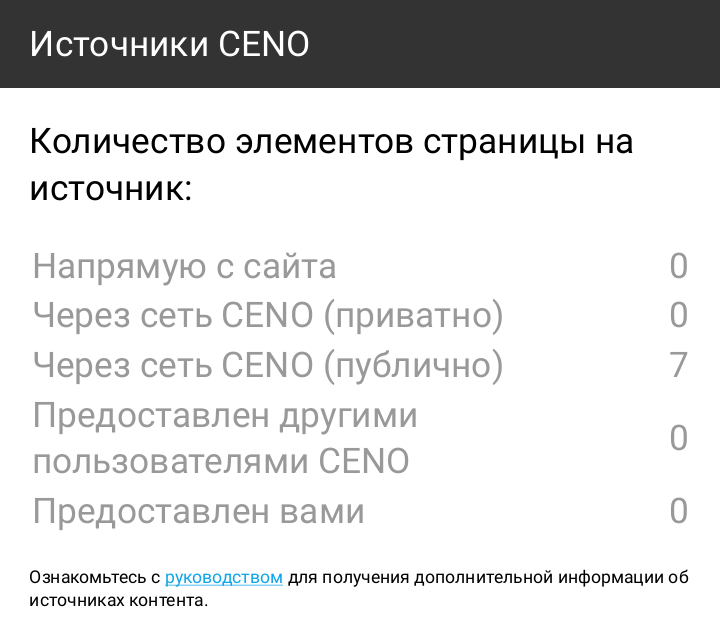 Источники CENO
Количество элементов страницы на
источник:
Напрямую с сайта 0
Через сеть CENO (приватно) 0
Через сеть CENO (публично) 7
Предоставлен другими
пользователями CENO 0
Предоставлен вами 0
Ознакомьтесь с руководством для получения дополнительной информации об
источниках контента.